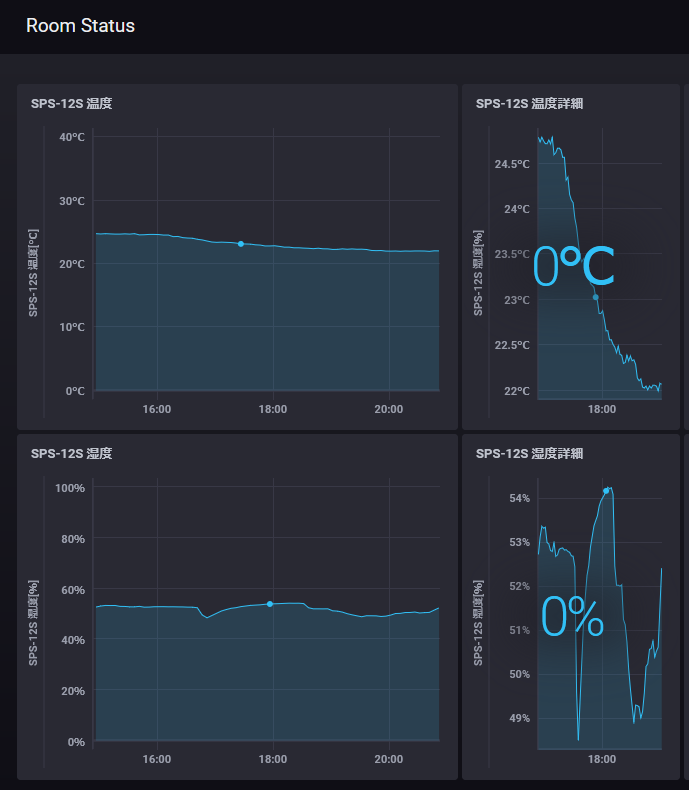 Room Status
SPS-12S 温度
40°C
30°C
20°C
10°C
0°C
SPS-12S 温度[°C]
16:00
18:00
20:00
SPS-12S 温度詳細
24.5°C
24°C
23.5°C
23°C
22.5°C
22°C
SPS-12S 温度[%]
0°C
18:00
SPS-12S 湿度
100%
80%
60%
40%
20%
0%
SPS-12S 湿度[%]
16:00
18:00
20:00
SPS-12S 湿度詳細
54%
53%
52%
51%
50%
49%
SPS-12S 湿度[%]
0%
18:00